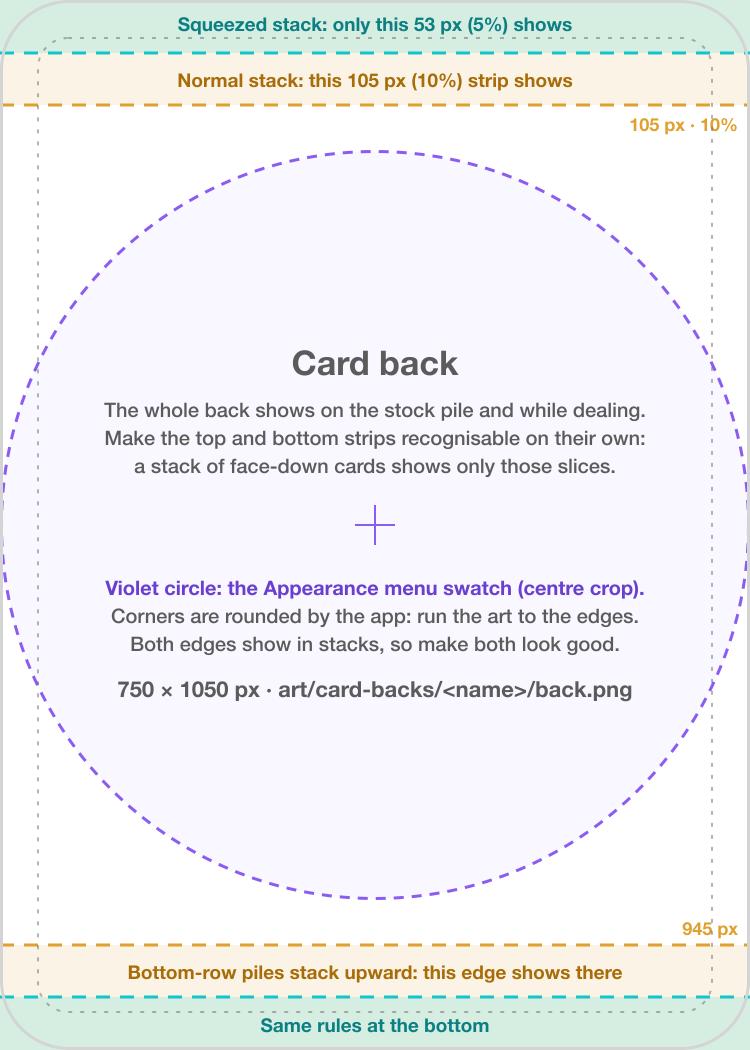 Squeezed stack: only this 53 px (5%) shows
Normal stack: this 105 px (10%) strip shows
105 px · 10%
Card back
The whole back shows on the stock pile and while dealing.
Make the top and bottom strips recognisable on their own:
a stack of face-down cards shows only those slices.
Violet circle: the Appearance menu swatch (centre crop).
Corners are rounded by the app: run the art to the edges.
Both edges show in stacks, so make both look good.
750 × 1050 px · art/card-backs/<name>/back.png
945 px
Bottom-row piles stack upward: this edge shows there
Same rules at the bottom